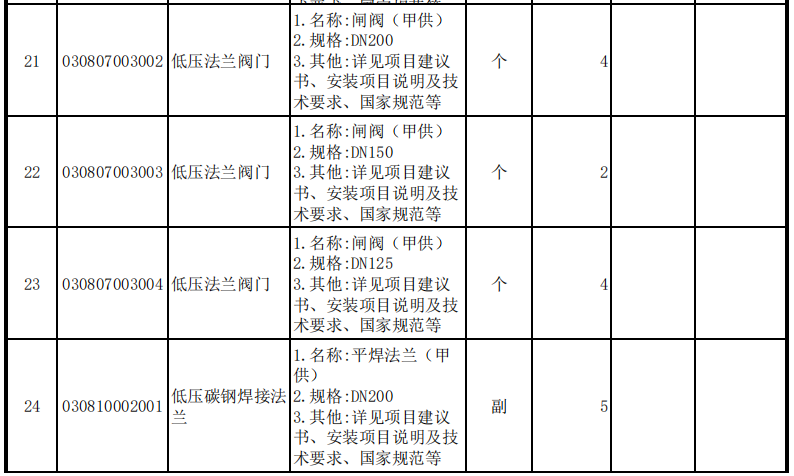 术要求、国家规范等
21
030807003002
低压法兰阀门
1.名称:闸阀（甲供）
2.规格:DN200
3.其他:详见项目建议
书、安装项目说明及技
术要求、国家规范等
个
4
22
030807003003
低压法兰阀门
1.名称:闸阀（甲供）
2.规格:DN150
3.其他:详见项目建议
书、安装项目说明及技
术要求、国家规范等
个
2
23
030807003004
低压法兰阀门
1.名称:闸阀（甲供）
2.规格:DN125
3.其他:详见项目建议
书、安装项目说明及技
术要求、国家规范等
个
4
24
030810002001
低压碳钢焊接法
兰
1.名称:平焊法兰（甲
供）
2.规格:DN200
3.其他:详见项目建议
书、安装项目说明及技
术要求、国家规范等
副
5